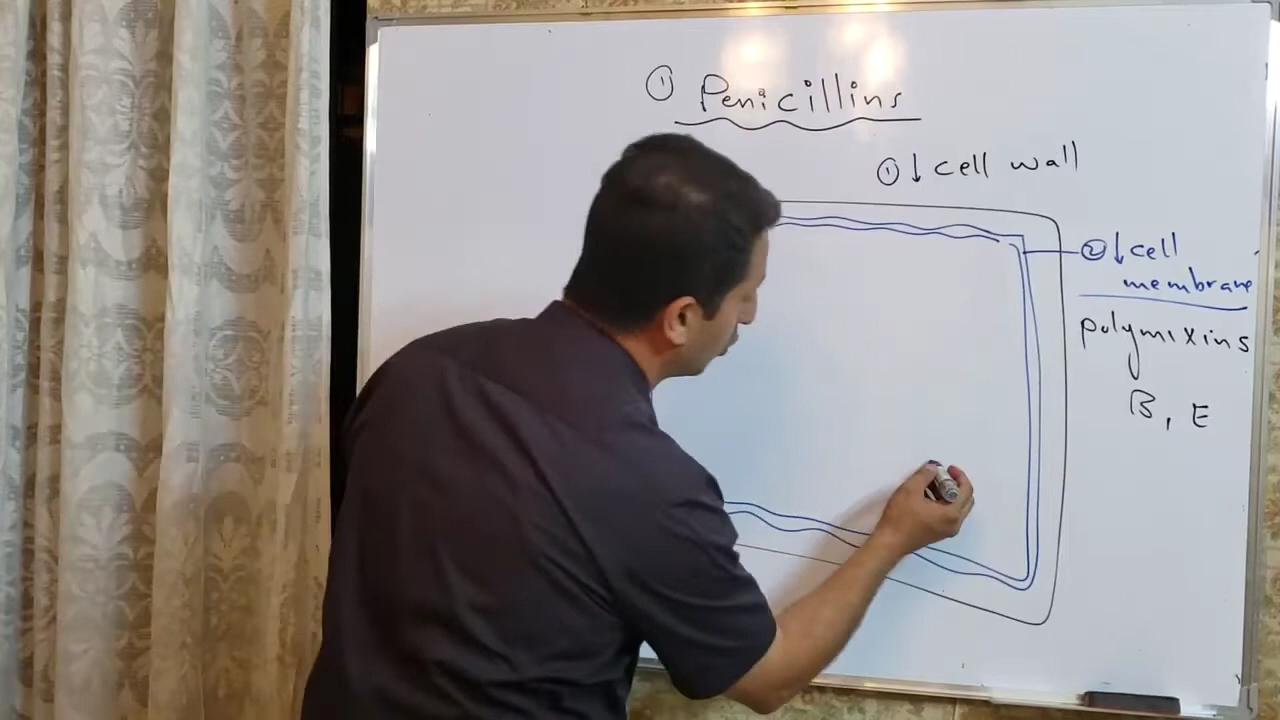 ① Penicillins
① ↓ cell wall
② ↓ cell
membrane
polymixins
B, E